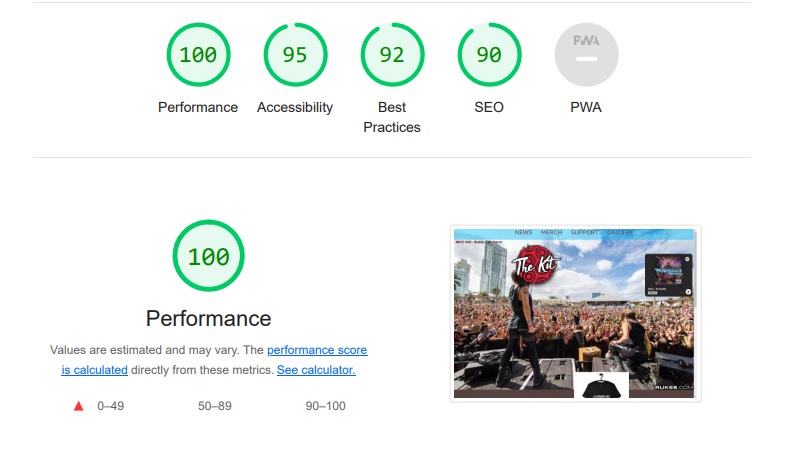 100 95 92 90 PWA
Performance Accessibility Best Practices SEO PWA
100
Performance
Values are estimated and may vary. The performance score
is calculated directly from these metrics. See calculator.
0–49 50–89 90–100
NEWS MERCH SUPPORT GALLERY
The Kit
RUKES.COM